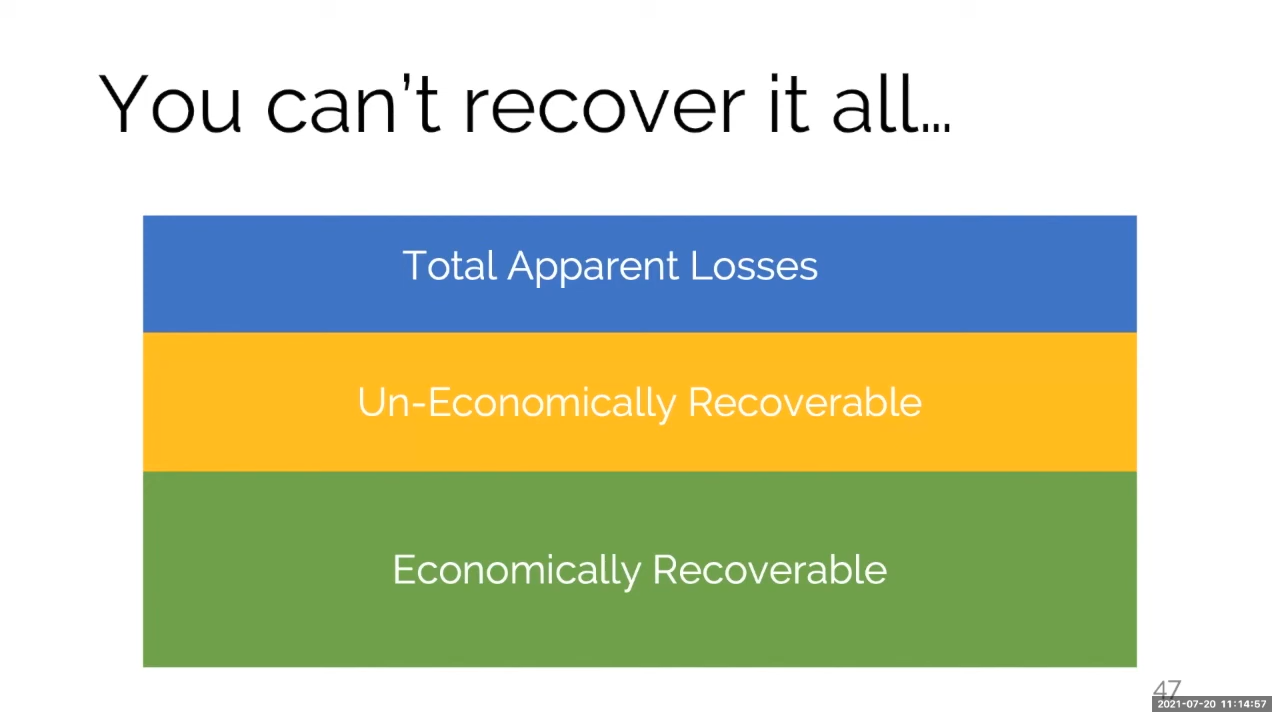 You can’t recover it all...
Total Apparent Losses
Un-Economically Recoverable
Economically Recoverable
47
2021-07-20 11:14:57